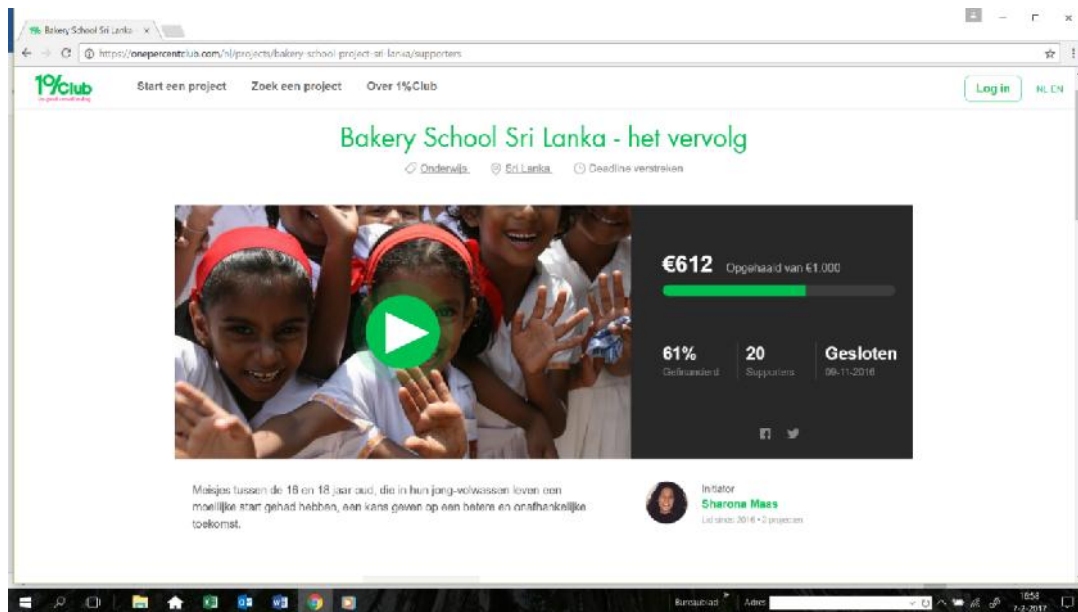 Bakery School Sri Lanka
https://onepercentclub.com/nl/projects/bakery-school-project-sri-lanka/supporters
1%Club
Start een project
Zoek een project
Over 1%Club
Log in
NL EN
Bakery School Sri Lanka - het vervolg
Onderwijs
Sri Lanka
Deadline verstreken
€612 Opgehaald van €1.000
61%
20
Gesloten
Gefinancierd
Supporters
09-11-2016
Meisjes tussen de 16 en 18 jaar oud, die in hun jong-volwassen leven een
moeilijke start gehad hebben, een kans geven op een betere en onafhankelijke
toekomst.
Initiator
Sharona Maas
Lid sinds 2016 •
projecten
Bureaublad
Adres
16:58